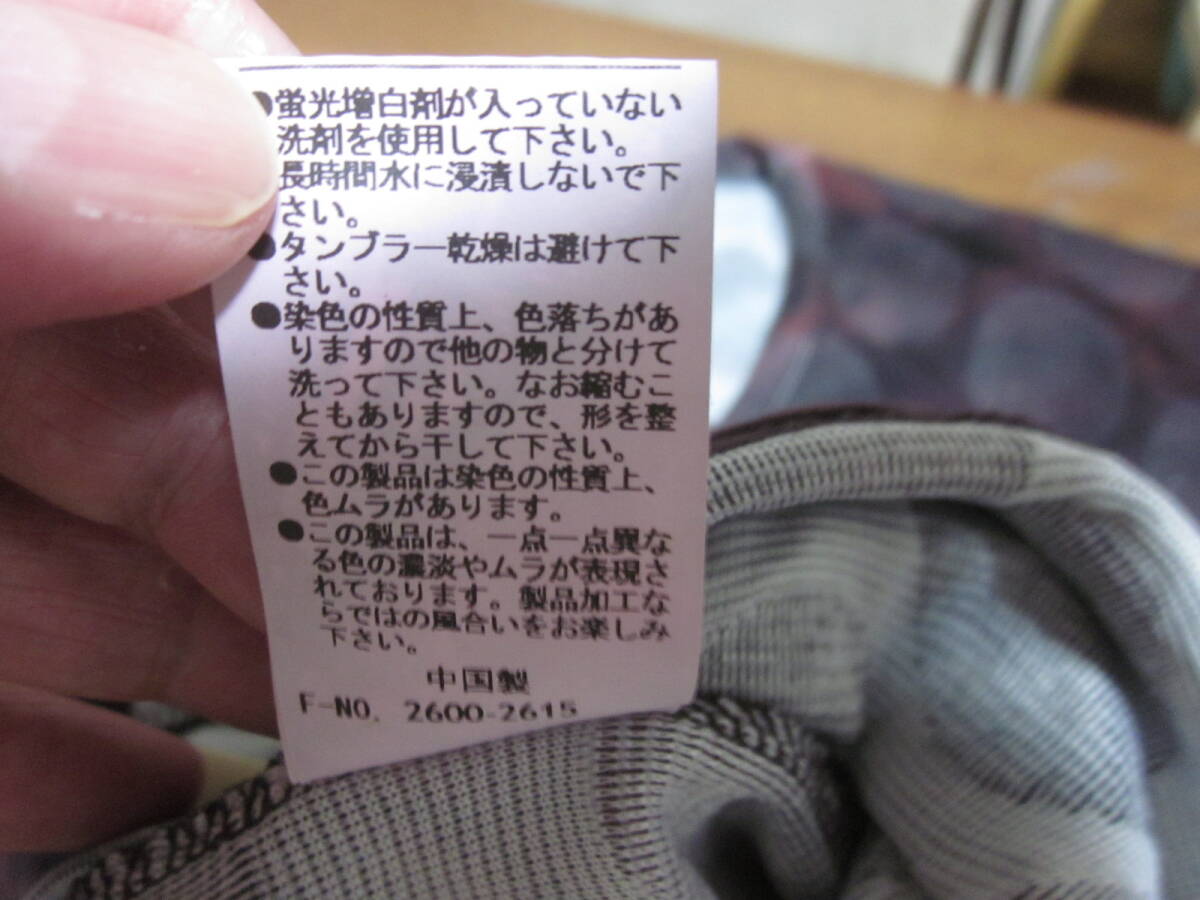 ●蛍光増白剤が入っていない
洗剤を使用して下さい。
長時間水に浸漬しないで下
さい。
●タンブラー乾燥は避けて下
さい。
●染色の性質上、色落ちがあ
りますので他の物と分けて
洗って下さい。なお縮むこ
ともありますので、形を整
えてから干して下さい。
●この製品は染色の性質上、
色ムラがあります。
●この製品は、一点一点異な
る色の濃淡やムラが表現さ
れております。製品加工な
らではの風合いをお楽しみ
下さい。
中国製
F-NO. 2600-2615